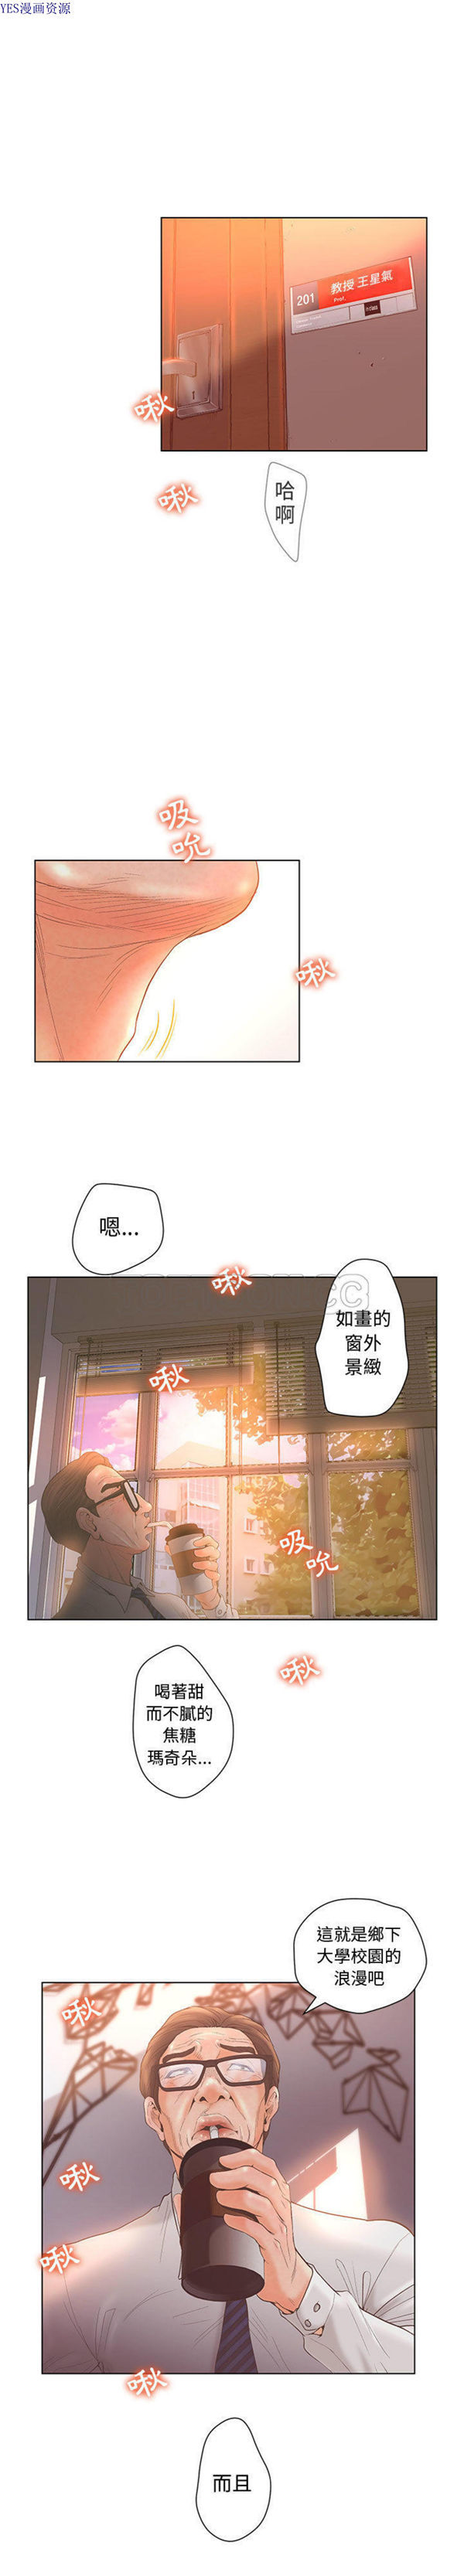 YES漫画资源
201
教授 王星氣
Prof.
啾
啾
哈
啊
吸
吮
啾
嗯...
啾
如畫的
窗外
景緻
啾
吸
吮
啾
喝著甜
而不膩的
焦糖
瑪奇朵...
這就是鄉下
大學校園的
浪漫吧
啾
啾
啾
啾
而且